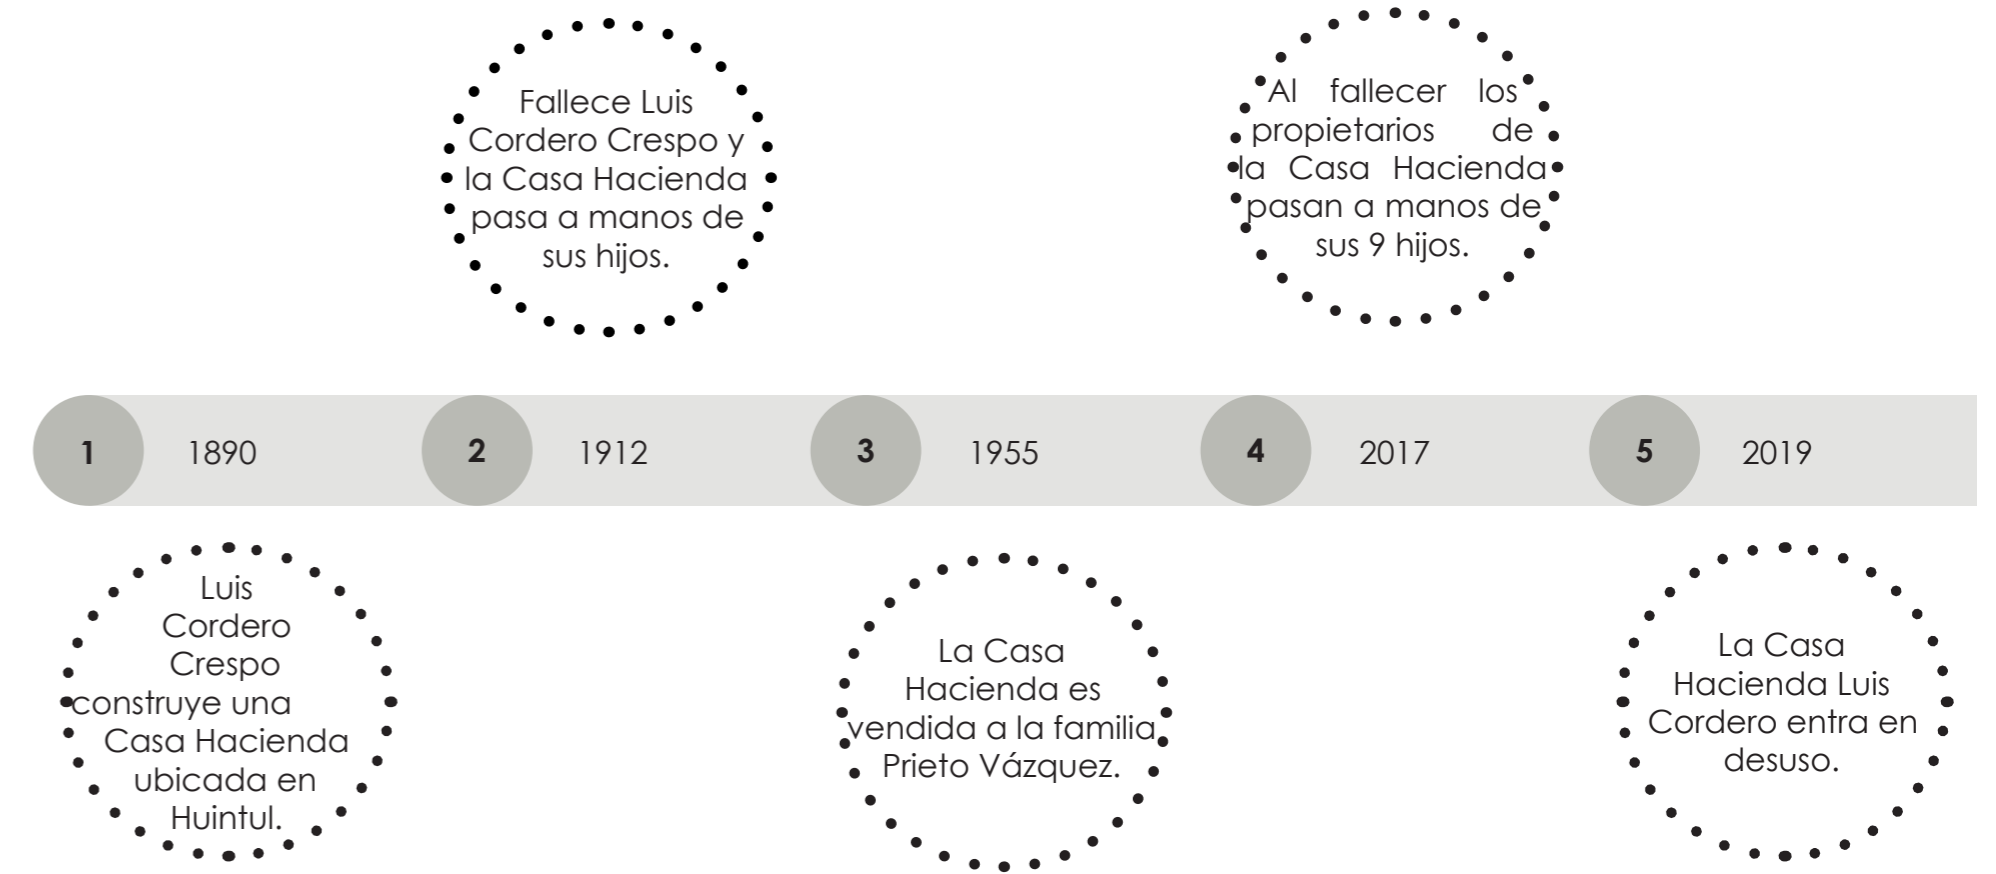 Fallece Luis
Cordero Crespo y
la Casa Hacienda
pasa a manos de
sus hijos.
Al fallecer los
propietarios de
la Casa Hacienda
pasan a manos de
sus 9 hijos.
1 1890 2 1912 3 1955 4 2017 5 2019
Luis
Cordero
Crespo
construye una
Casa Hacienda
ubicada en
Huintul.
La Casa
Hacienda es
vendida a la familia
Prieto Vázquez.
La Casa
Hacienda Luis
Cordero entra en
desuso.